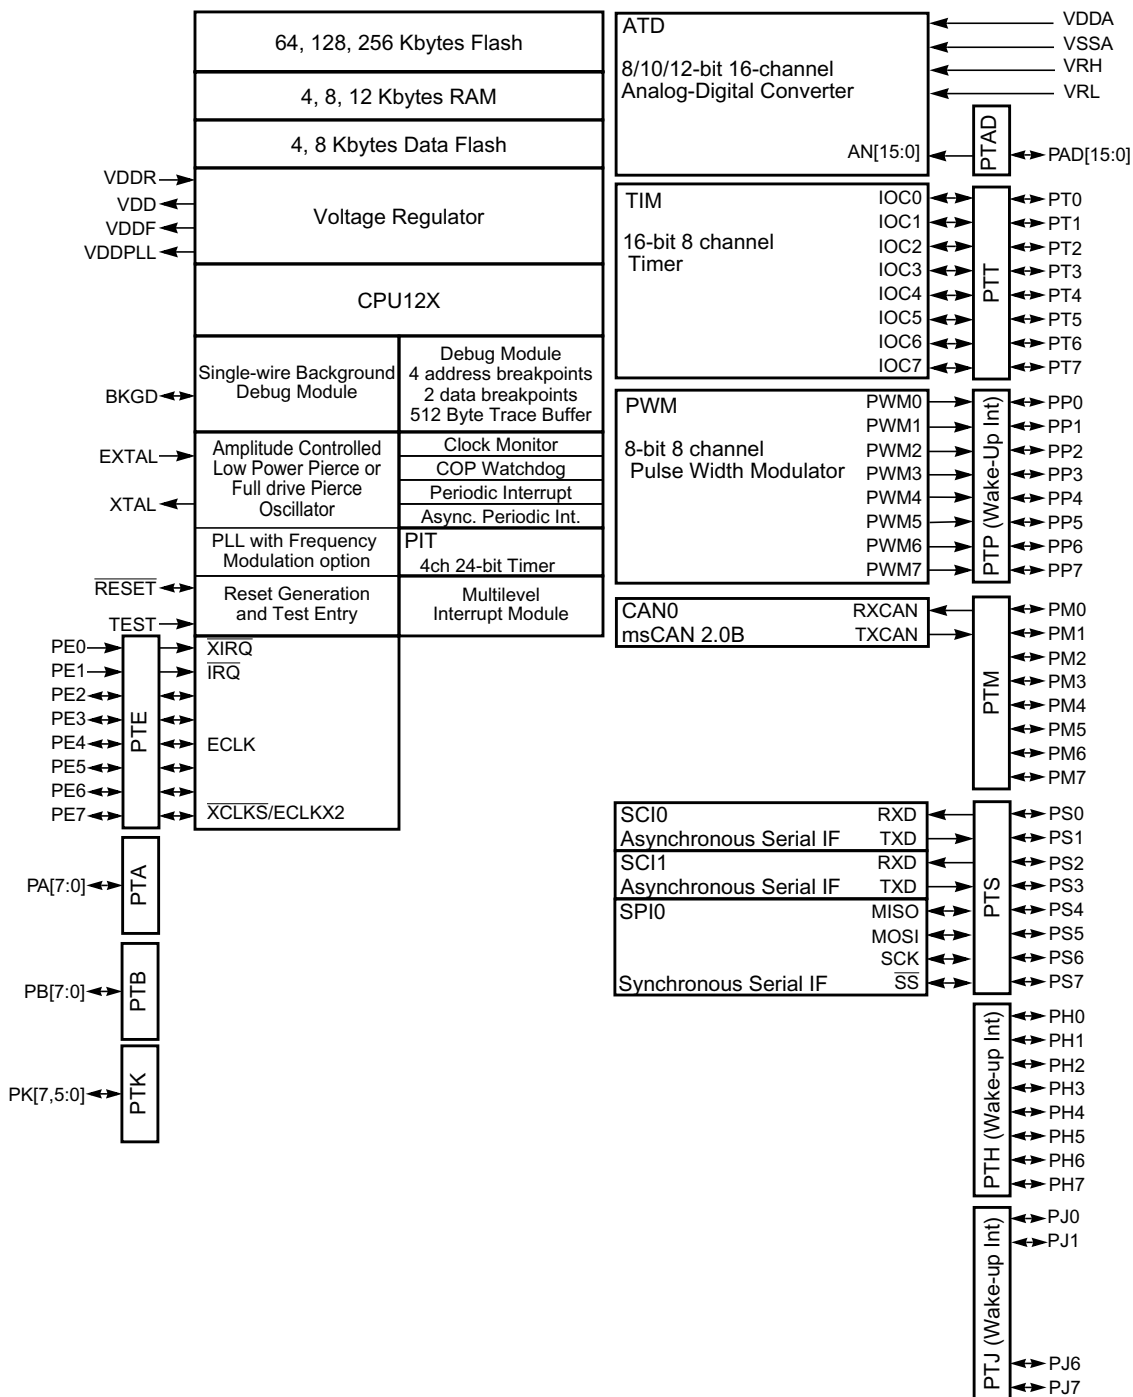 64, 128, 256 Kbytes Flash
4, 8, 12 Kbytes RAM
4, 8 Kbytes Data Flash
VDDR
VDD
VDDF
VDDPLL
Voltage Regulator
CPU12X
BKGD
Single-wire Background
Debug Module
Debug Module
4 address breakpoints
2 data breakpoints
512 Byte Trace Buffer
EXTAL
XTAL
Amplitude Controlled
Low Power Pierce or
Full drive Pierce
Oscillator
Clock Monitor
COP Watchdog
Periodic Interrupt
Async. Periodic Int.
PLL with Frequency
Modulation option
PIT
4ch 24-bit Timer
RESET
TEST
Reset Generation
and Test Entry
Multilevel
Interrupt Module
PE0
PE1
PE2
PE3
PE4
PE5
PE6
PE7
PTE
XIRQ
IRQ
ECLK
XCLKS/ECLKX2
PA[7:0]
PTA
PB[7:0]
PTB
PK[7,5:0]
PTK
ATD
8/10/12-bit 16-channel
Analog-Digital Converter
AN[15:0]
VDDA
VSSA
VRH
VRL
PTAD
PAD[15:0]
TIM
16-bit 8 channel
Timer
IOC0
IOC1
IOC2
IOC3
IOC4
IOC5
IOC6
IOC7
PTT
PT0
PT1
PT2
PT3
PT4
PT5
PT6
PT7
PWM
8-bit 8 channel
Pulse Width Modulator
PWM0
PWM1
PWM2
PWM3
PWM4
PWM5
PWM6
PWM7
PTP (Wake-Up Int)
PP0
PP1
PP2
PP3
PP4
PP5
PP6
PP7
CAN0
msCAN 2.0B
RXCAN
TXCAN
PTM
PM0
PM1
PM2
PM3
PM4
PM5
PM6
PM7
SCI0
Asynchronous Serial IF
RXD
TXD
SCI1
Asynchronous Serial IF
RXD
TXD
SPI0
Synchronous Serial IF
MISO
MOSI
SCK
SS
PTS
PS0
PS1
PS2
PS3
PS4
PS5
PS6
PS7
PTH (Wake-up Int)
PH0
PH1
PH2
PH3
PH4
PH5
PH6
PH7
PTJ (Wake-up Int)
PJ0
PJ1
PJ6
PJ7